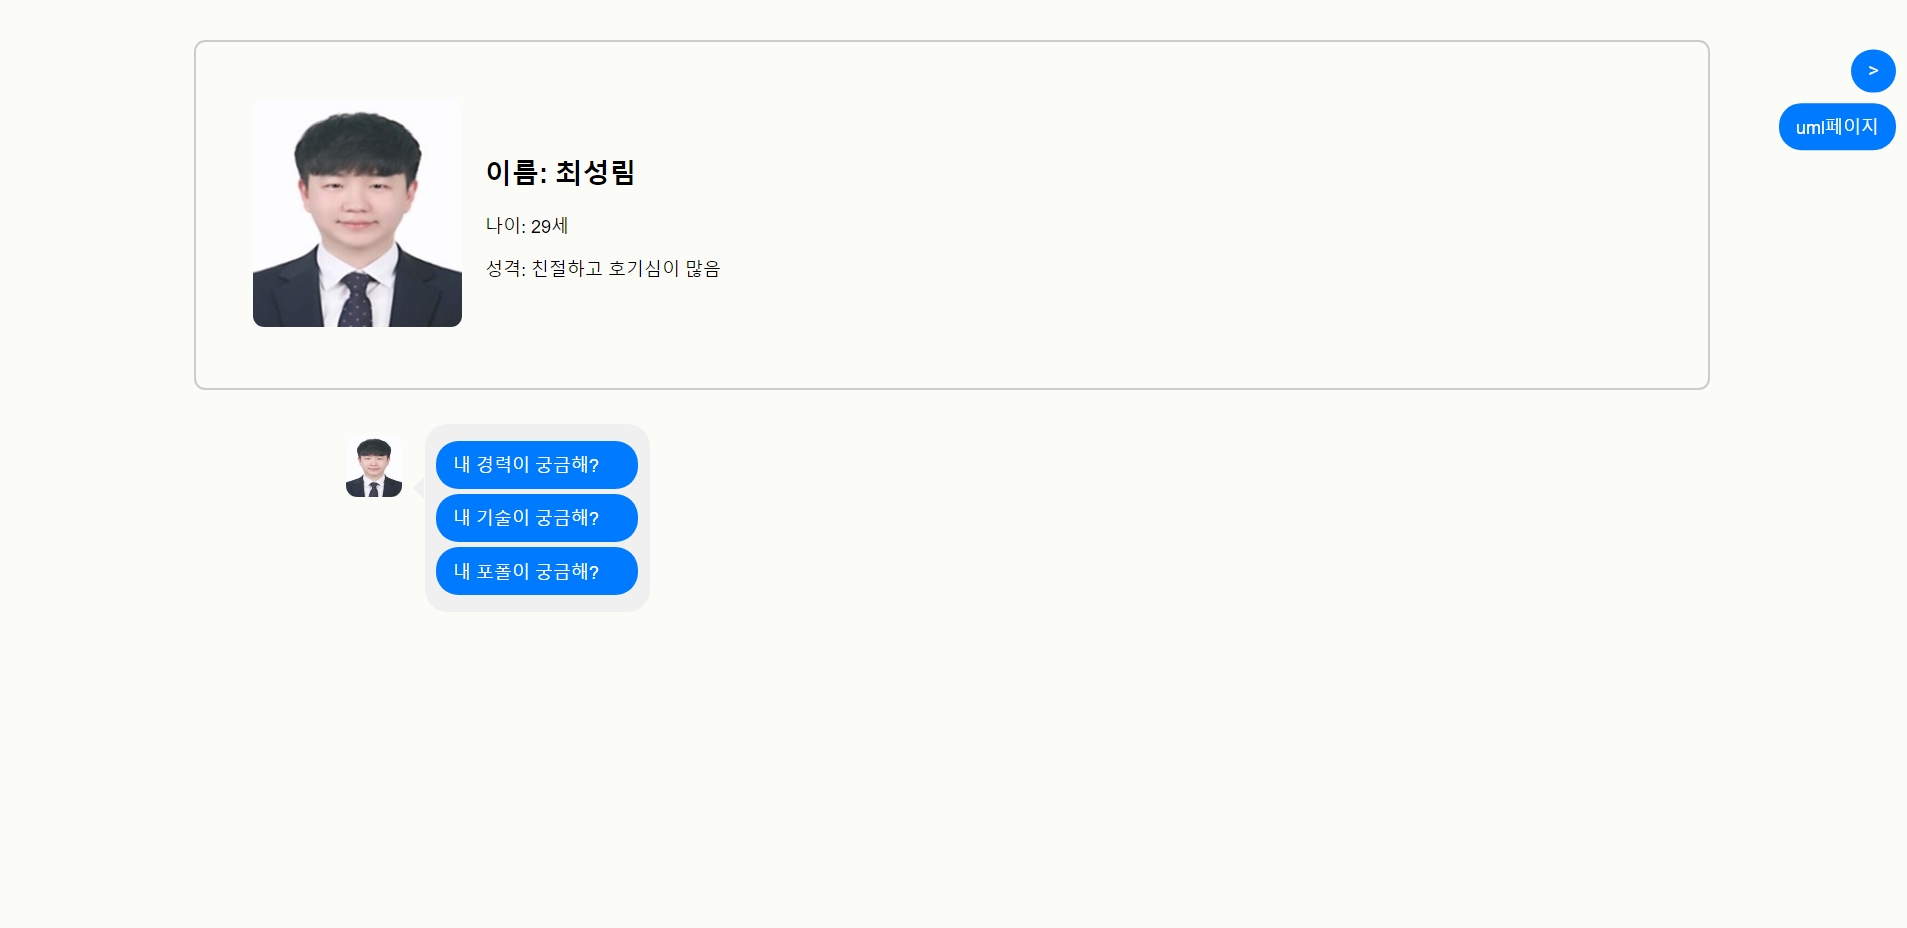 >
uml페이지
이름: 최성림
나이: 29세
성격: 친절하고 호기심이 많음
내 경력이 궁금해?
내 기술이 궁금해?
내 포폴이 궁금해?